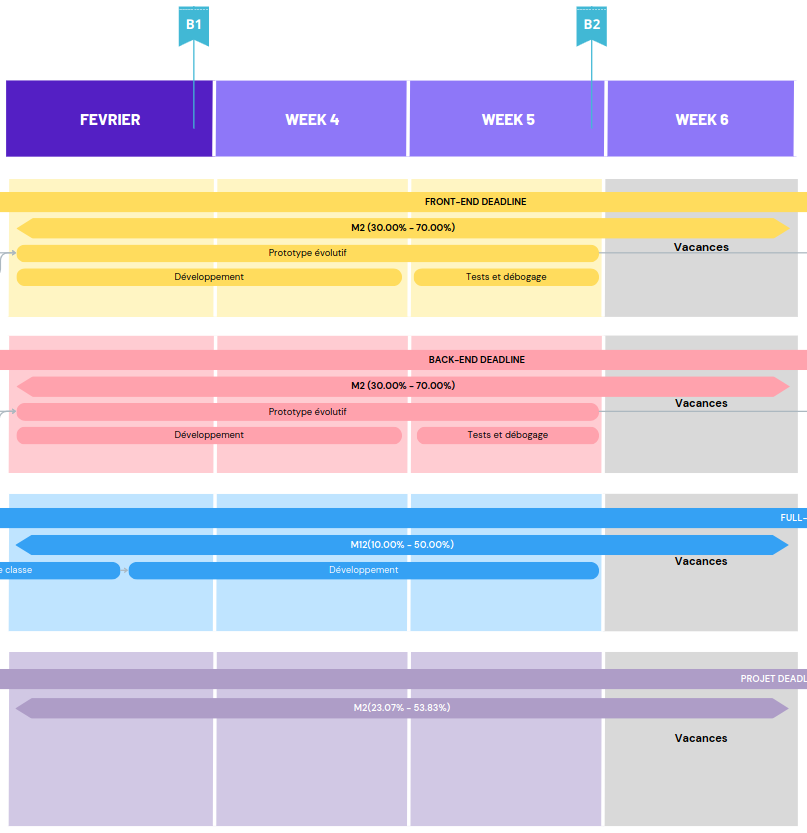 B1
B2
FEVRIER
WEEK 4
WEEK 5
WEEK 6
FRONT-END DEADLINE
M2 (30.00% - 70.00%)
Vacances
Prototype évolutif
Développement
Tests et débogage
BACK-END DEADLINE
M2 (30.00% - 70.00%)
Vacances
Prototype évolutif
Développement
Tests et débogage
FULL-
M12(10.00% - 50.00%)
Vacances
e classe
Développement
PROJET DEADL
M2(23.07% - 53.83%)
Vacances